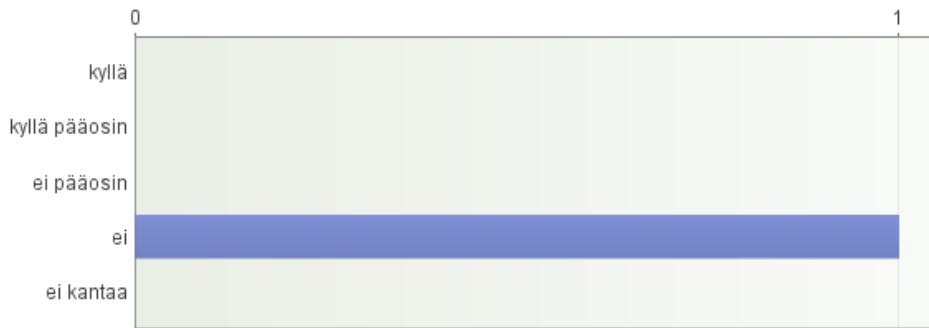 0 1
kyllä
kyllä pääosin
ei pääosin
ei
ei kantaa